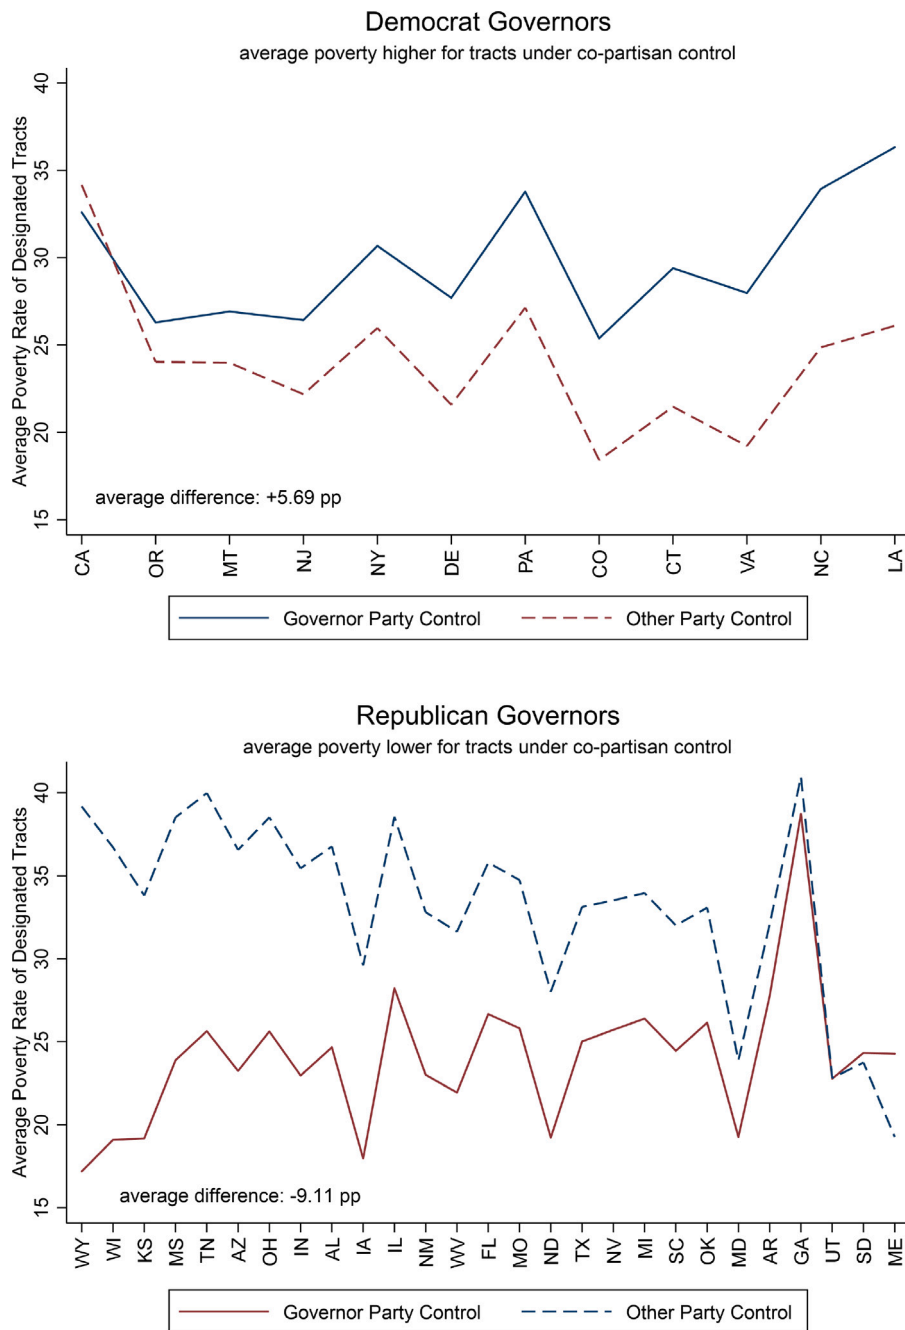 Democrat Governors
average poverty higher for tracts under co-partisan control
Average Poverty Rate of Designated Tracts
40
35
30
25
20
15
average difference: +5.69 pp
CA OR MT NJ NY DE PA CO CT VA NC LA
Governor Party Control Other Party Control
Republican Governors
average poverty lower for tracts under co-partisan control
Average Poverty Rate of Designated Tracts
40
35
30
25
20
15
average difference: -9.11 pp
WY WI KS MS TN AZ OH IN AL IA IL NM WV FL MO ND TX NV MI SC OK MD AR GA UT SD ME
Governor Party Control Other Party Control